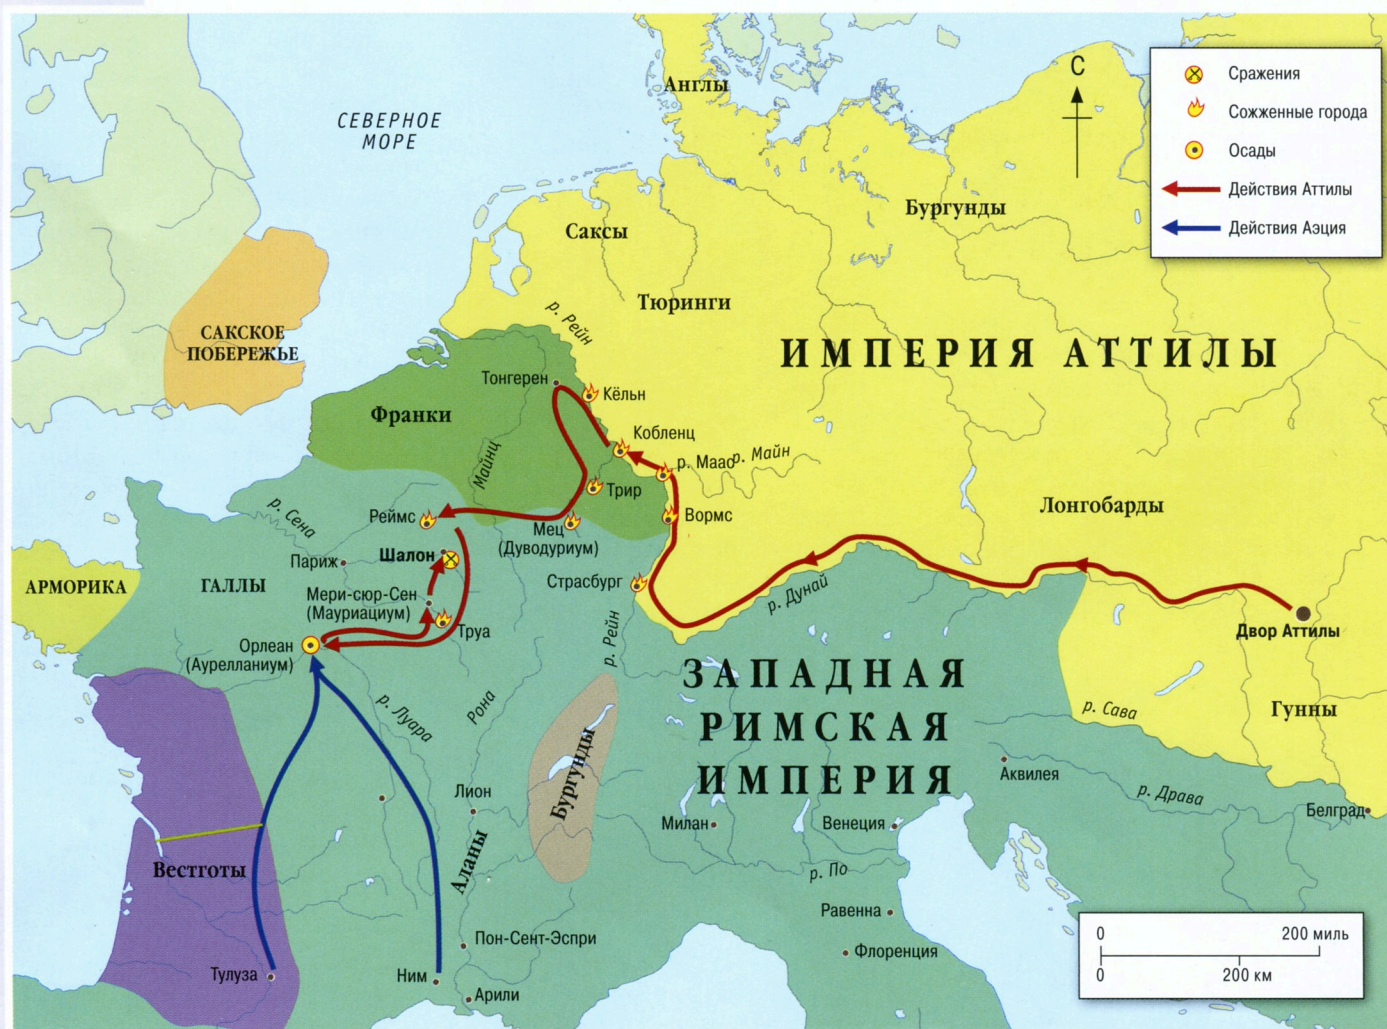 Англы
С
Сражения
Сожженные города
Осады
Действия Аттилы
Действия Аэция
СЕВЕРНОЕ
МОРЕ
Бургунды
Саксы
Тюринги
р. Рейн
САКСКОЕ
ПОБЕРЕЖЬЕ
ИМПЕРИЯ АТТИЛЫ
Тонгерен
Кёльн
Франки
Кобленц
Майнц
р. Маас
р. Майн
Трир
Лонгобарды
р. Сена
Реймс
Вормс
Мец
(Дуводуриум)
Шалон
Париж
АРМОРИКА
ГАЛЛЫ
Страсбург
Мери-сюр-Сен
(Мауриациум)
р. Дунай
Труа
Двор Аттилы
Орлеан
(Аурелланиум)
р. Рейн
ЗАПАДНАЯ
РИМСКАЯ
ИМПЕРИЯ
р. Луара
Рона
р. Сава
Гунны
Бургунды
Аквилея
р. Драва
Лион
Милан
Венеция
Белград
Аланы
Вестготы
р. По
Равенна
Пон-Сент-Эспри
Флоренция
Тулуза
Ним
Арили
0
200 миль
0
200 км